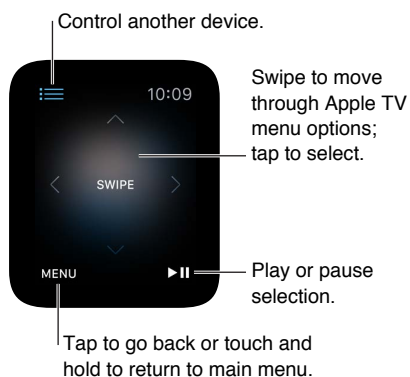 Control another device.
10:09
Swipe to move
through Apple TV
menu options;
tap to select.
SWIPE
MENU
Play or pause
selection.
Tap to go back or touch and
hold to return to main menu.